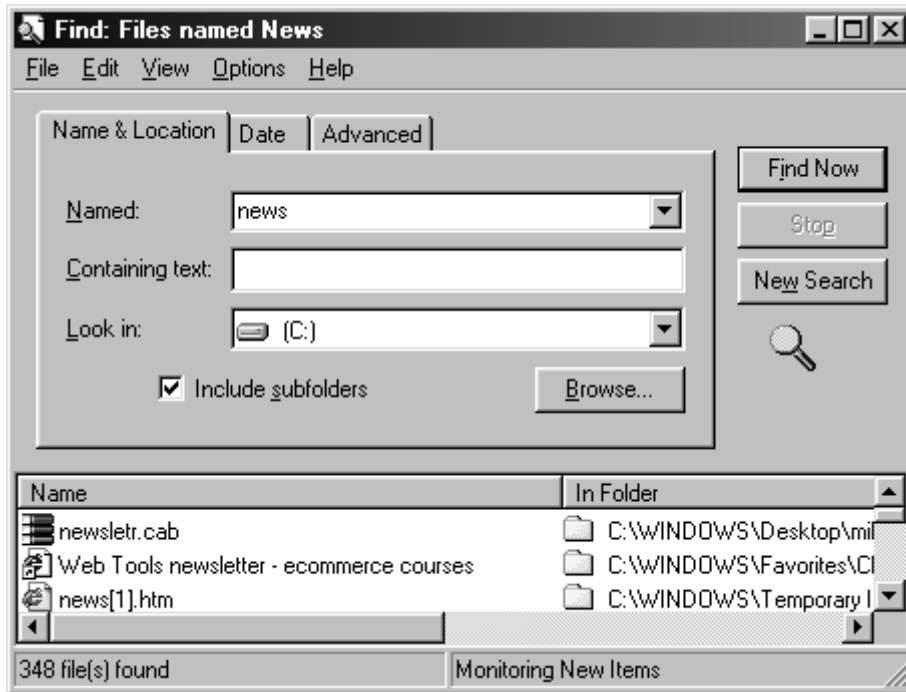 Find: Files named News
File Edit View Options Help
Name & Location Date Advanced
Find Now
Named: news
Stop
Containing text:
New Search
Look in: (C:)
Include subfolders Browse...
Name In Folder
newsletr.cab C:\WINDOWS\Desktop\mil
Web Tools newsletter - ecommerce courses C:\WINDOWS\Favorites\Cl
news[1].htm C:\WINDOWS\Temporary I
348 file(s) found Monitoring New Items